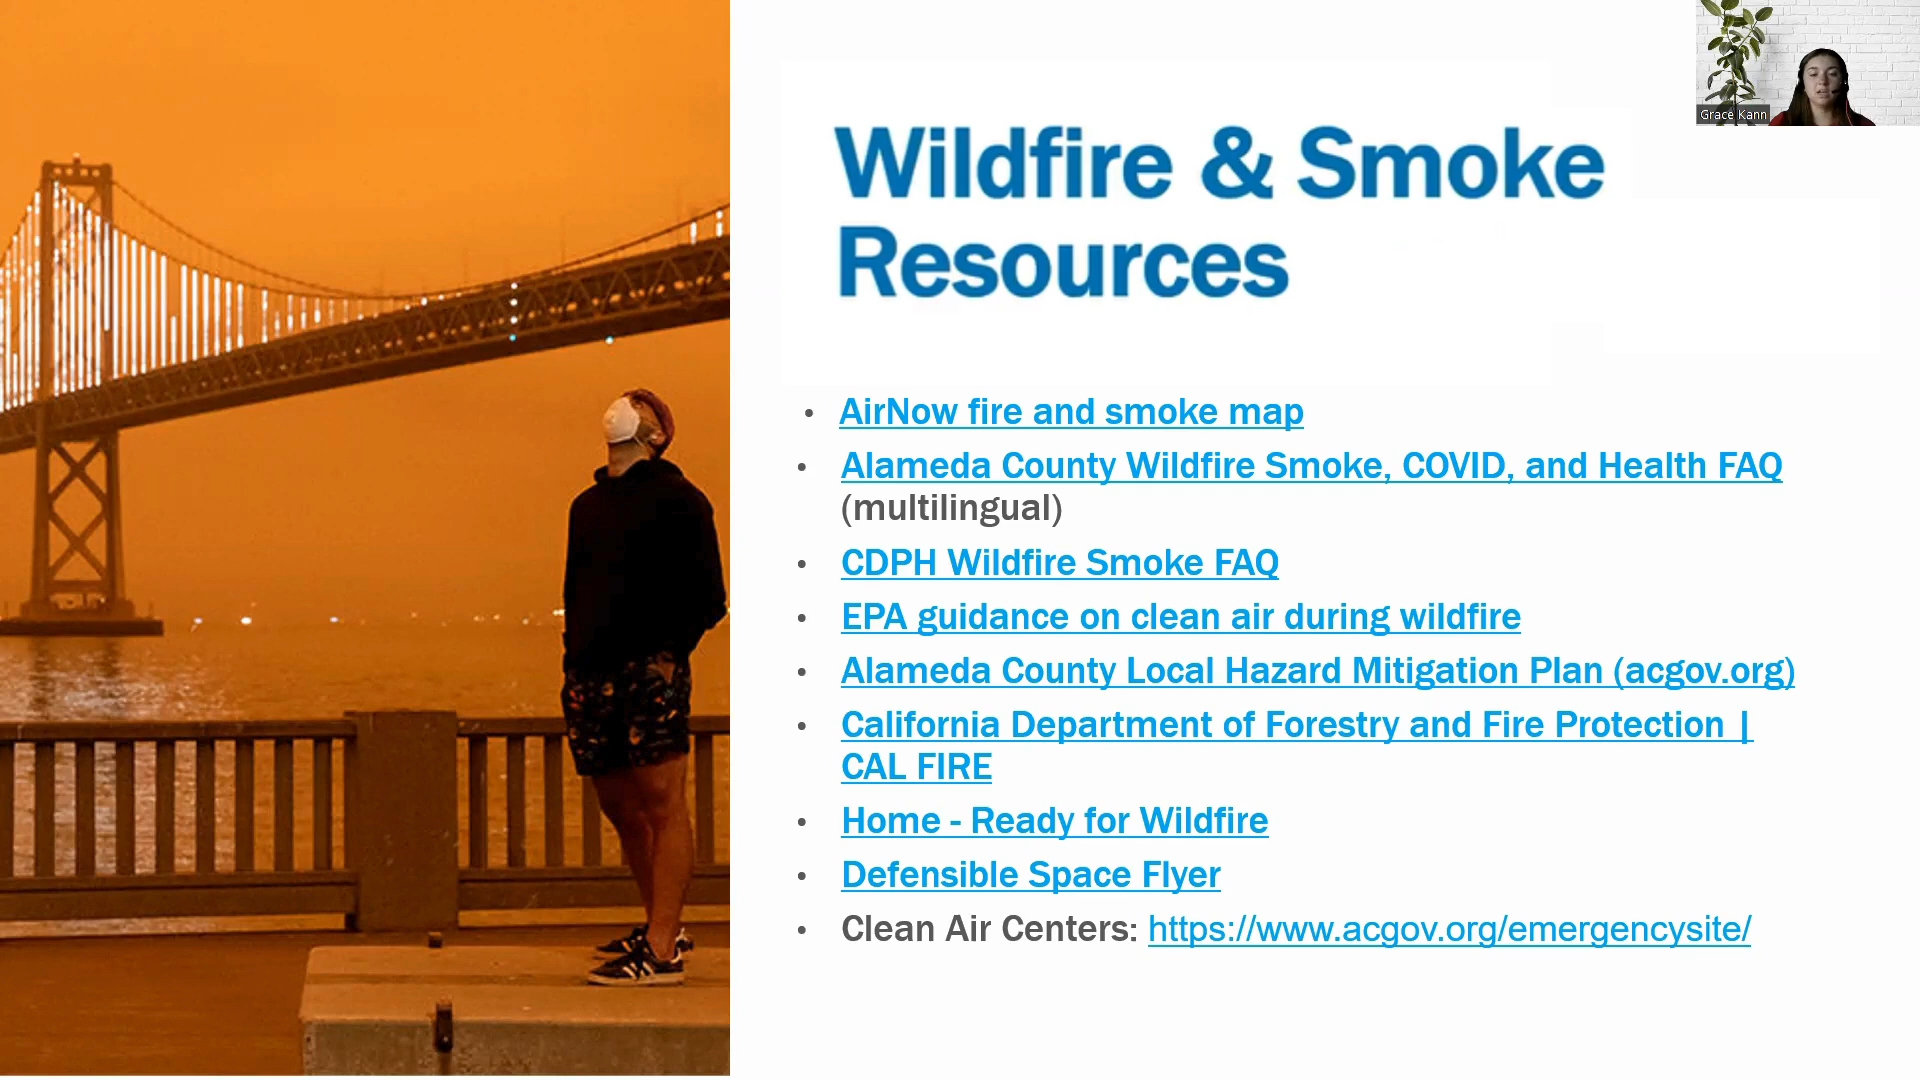 Grace Kann
Wildfire & Smoke
Resources
• AirNow fire and smoke map
• Alameda County Wildfire Smoke, COVID, and Health FAQ
(multilingual)
• CDPH Wildfire Smoke FAQ
• EPA guidance on clean air during wildfire
• Alameda County Local Hazard Mitigation Plan (acgov.org)
• California Department of Forestry and Fire Protection |
CAL FIRE
• Home - Ready for Wildfire
• Defensible Space Flyer
• Clean Air Centers: https://www.acgov.org/emergencysite/